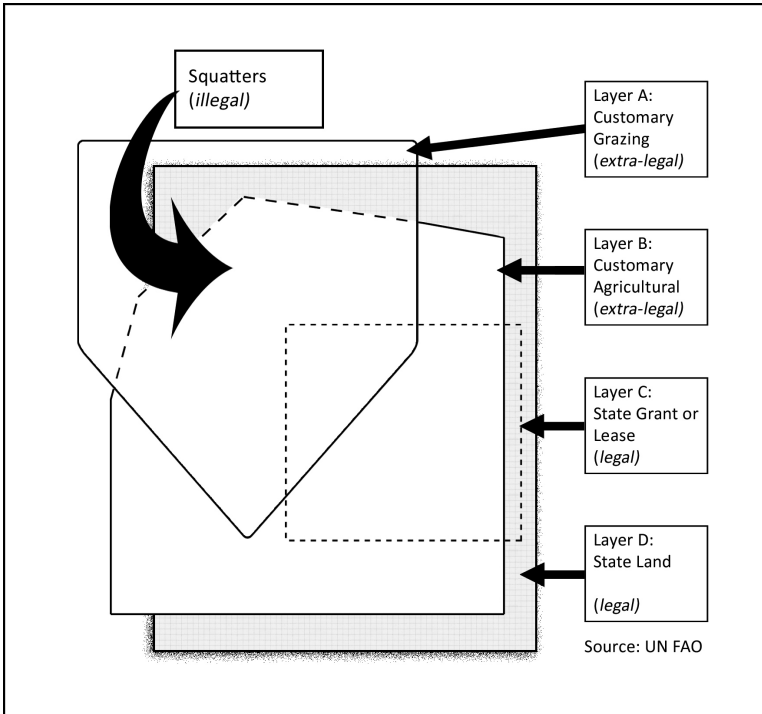 Squatters
(illegal)
Layer A:
Customary
Grazing
(extra-legal)
Layer B:
Customary
Agricultural
(extra-legal)
Layer C:
State Grant or
Lease
(legal)
Layer D:
State Land
(legal)
Source: UN FAO